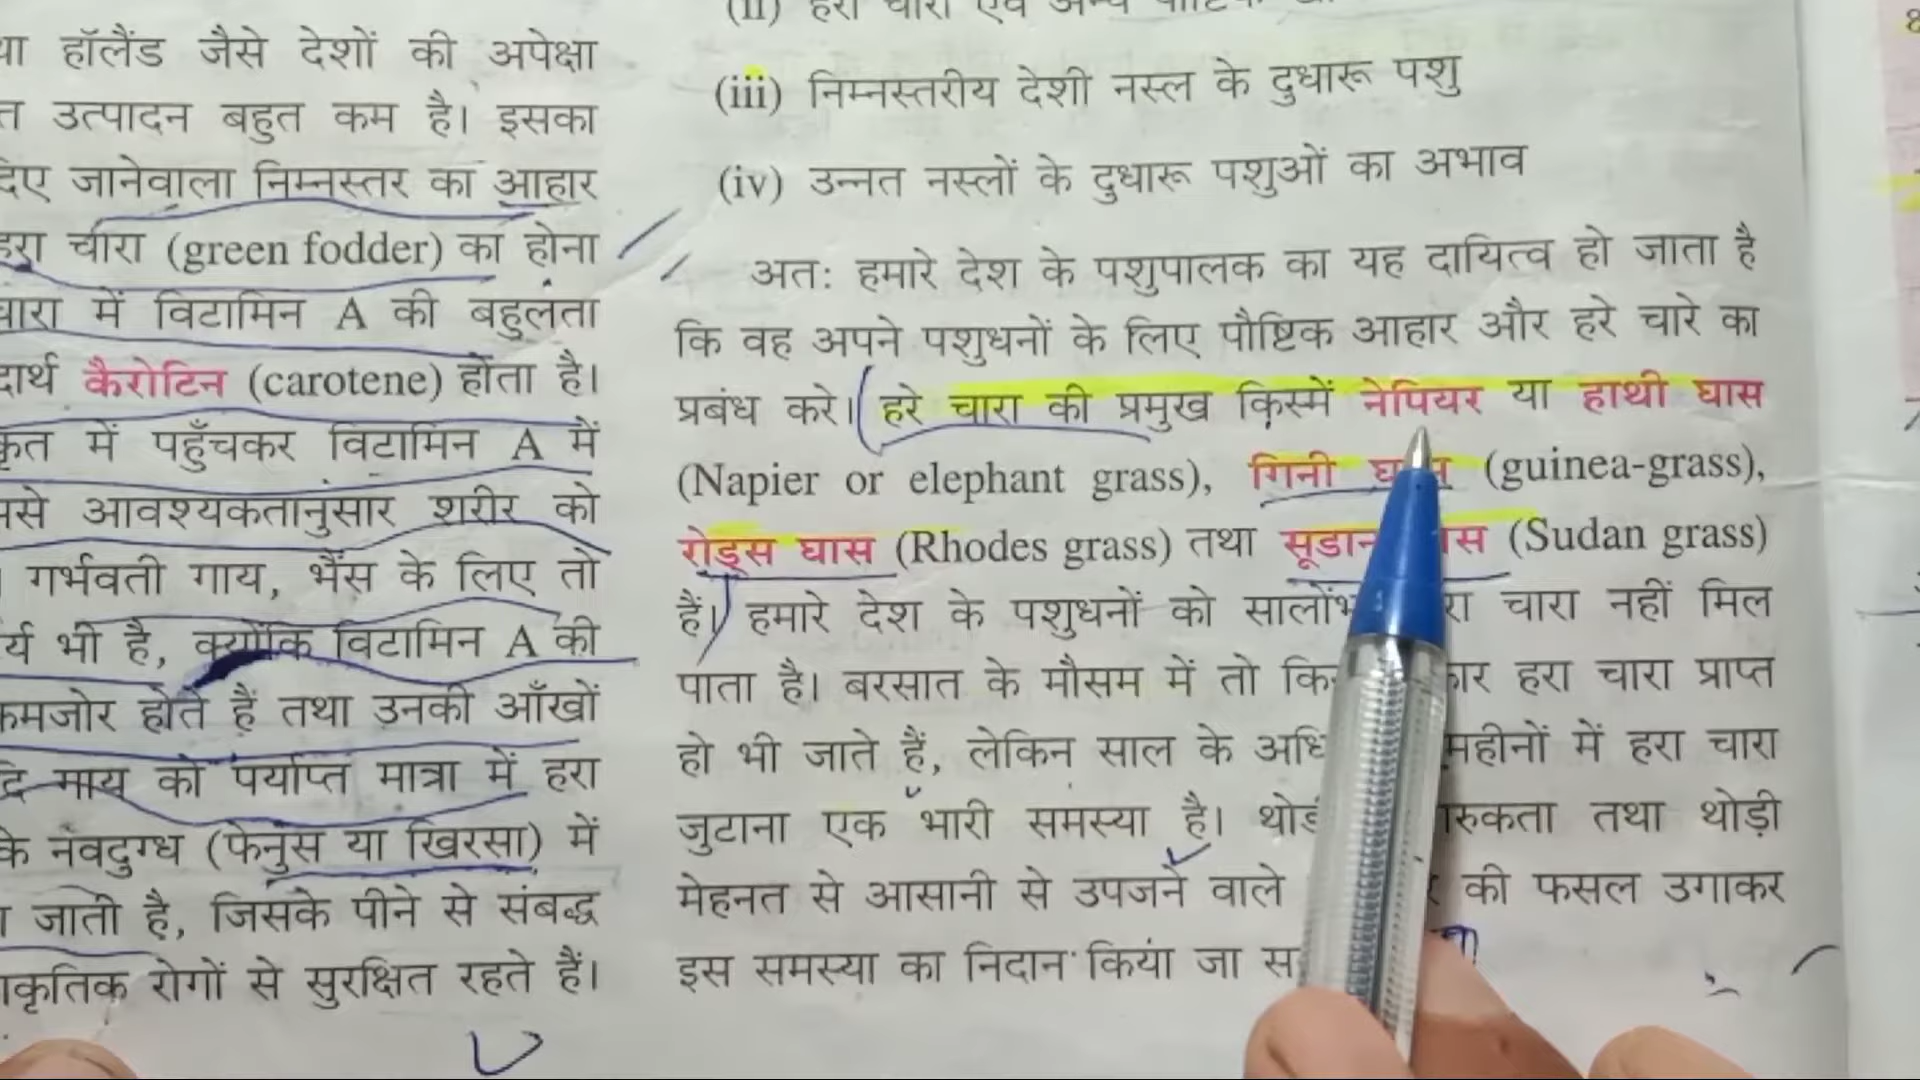 या हॉलैंड जैसे देशों की अपेक्षा
उत्पादन बहुत कम है। इसका
दिए जानेवाला निम्नस्तर का आहार
हरा चारा (green fodder) का होना
चारा में विटामिन A की बहुलता
दार्थ कैरोटिन (carotene) होता है।
कृत में पहुँचकर विटामिन A में
आवश्यकतानुसार शरीर को
गर्भवती गाय, भैंस के लिए तो
र्य भी है, क्योंकि विटामिन A की
कमजोर होते हैं तथा उनकी आँखों
गाय को पर्याप्त मात्रा में हरा
के नवदुग्ध (फेनुस या खिरसा) में
जाती है, जिसके पीने से संबद्ध
रोगों से सुरक्षित रहते हैं।
(ii) हरा चारा एवं अन्य पौष्टिक
(iii) निम्नस्तरीय देशी नस्ल के दुधारू पशु
(iv) उन्नत नस्लों के दुधारू पशुओं का अभाव
अतः हमारे देश के पशुपालक का यह दायित्व हो जाता है
कि वह अपने पशुधनों के लिए पौष्टिक आहार और हरे चारे का
प्रबंध करे। हरे चारा की प्रमुख किस्में नेपियर या हाथी घास
(Napier or elephant grass), गिनी घास (guinea-grass),
रोड्स घास (Rhodes grass) तथा सूडान घास (Sudan grass)
हैं। हमारे देश के पशुधनों को चारा नहीं मिल
पाता है। बरसात के मौसम में तो हरा चारा प्राप्त
हो भी जाते हैं, लेकिन साल के महीनों में हरा चारा
जुटाना एक भारी समस्या है। तथा थोड़ी
मेहनत से आसानी से उपजने वाले की फसल उगाकर
इस समस्या का निदान किया जा